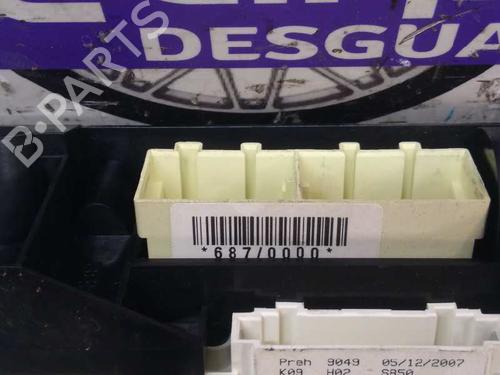 DESGUA
B-PARTS
*687/0000*
Prah 9049 05/12/2007
K09 H02 S850